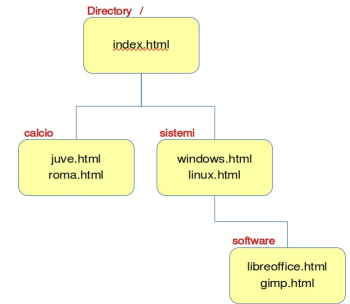 Directory /
index.html
calcio
sistemi
juve.html
roma.html
windows.html
linux.html
software
libreoffice.html
gimp.html